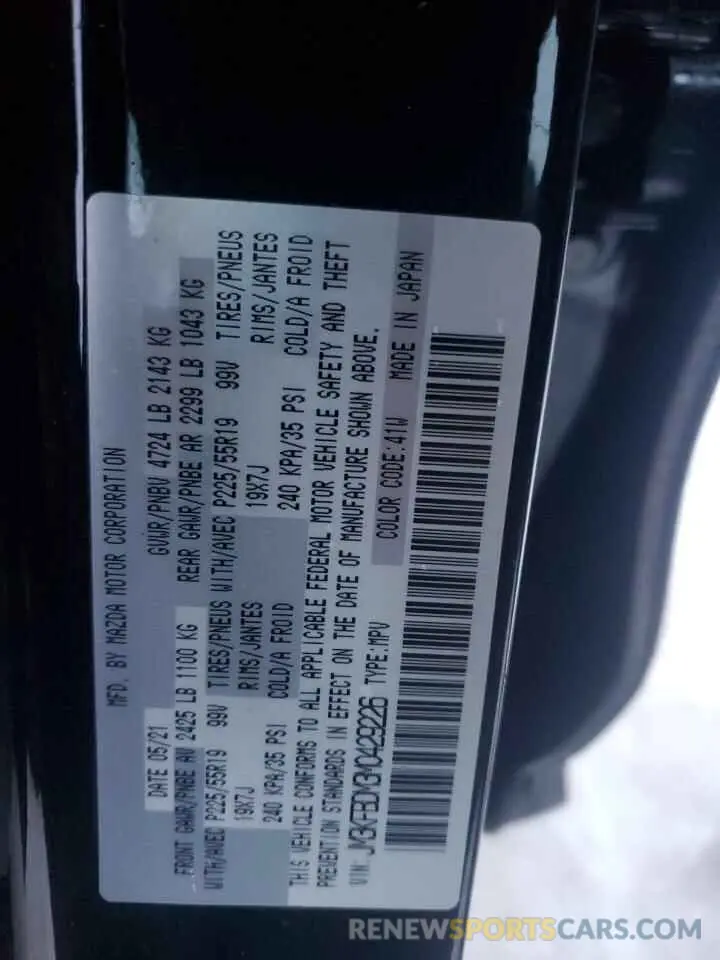 MFD. BY MAZDA MOTOR CORPORATION
DATE 05/21 GVWR/PNBV 4724 LB 2143 KG
FRONT GAWR/PNBE AV 2425 LB 1100 KG REAR GAWR/PNBE AR 2299 LB 1043 KG
WITH/AVEC P225/55R19 99V TIRES/PNEUS WITH/AVEC P225/55R19 99V TIRES/PNEUS
19X7J RIMS/JANTES 19X7J RIMS/JANTES
240 KPA/35 PSI COLD/A FROID 240 KPA/35 PSI COLD/A FROID
THIS VEHICLE CONFORMS TO ALL APPLICABLE FEDERAL MOTOR VEHICLE SAFETY AND THEFT
PREVENTION STANDARDS IN EFFECT ON THE DATE OF MANUFACTURE SHOWN ABOVE.
VIN: JM3KFBDM3M0429226 TYPE:MPV COLOR CODE:41W MADE IN JAPAN
RENEWSPORTSCARS.COM